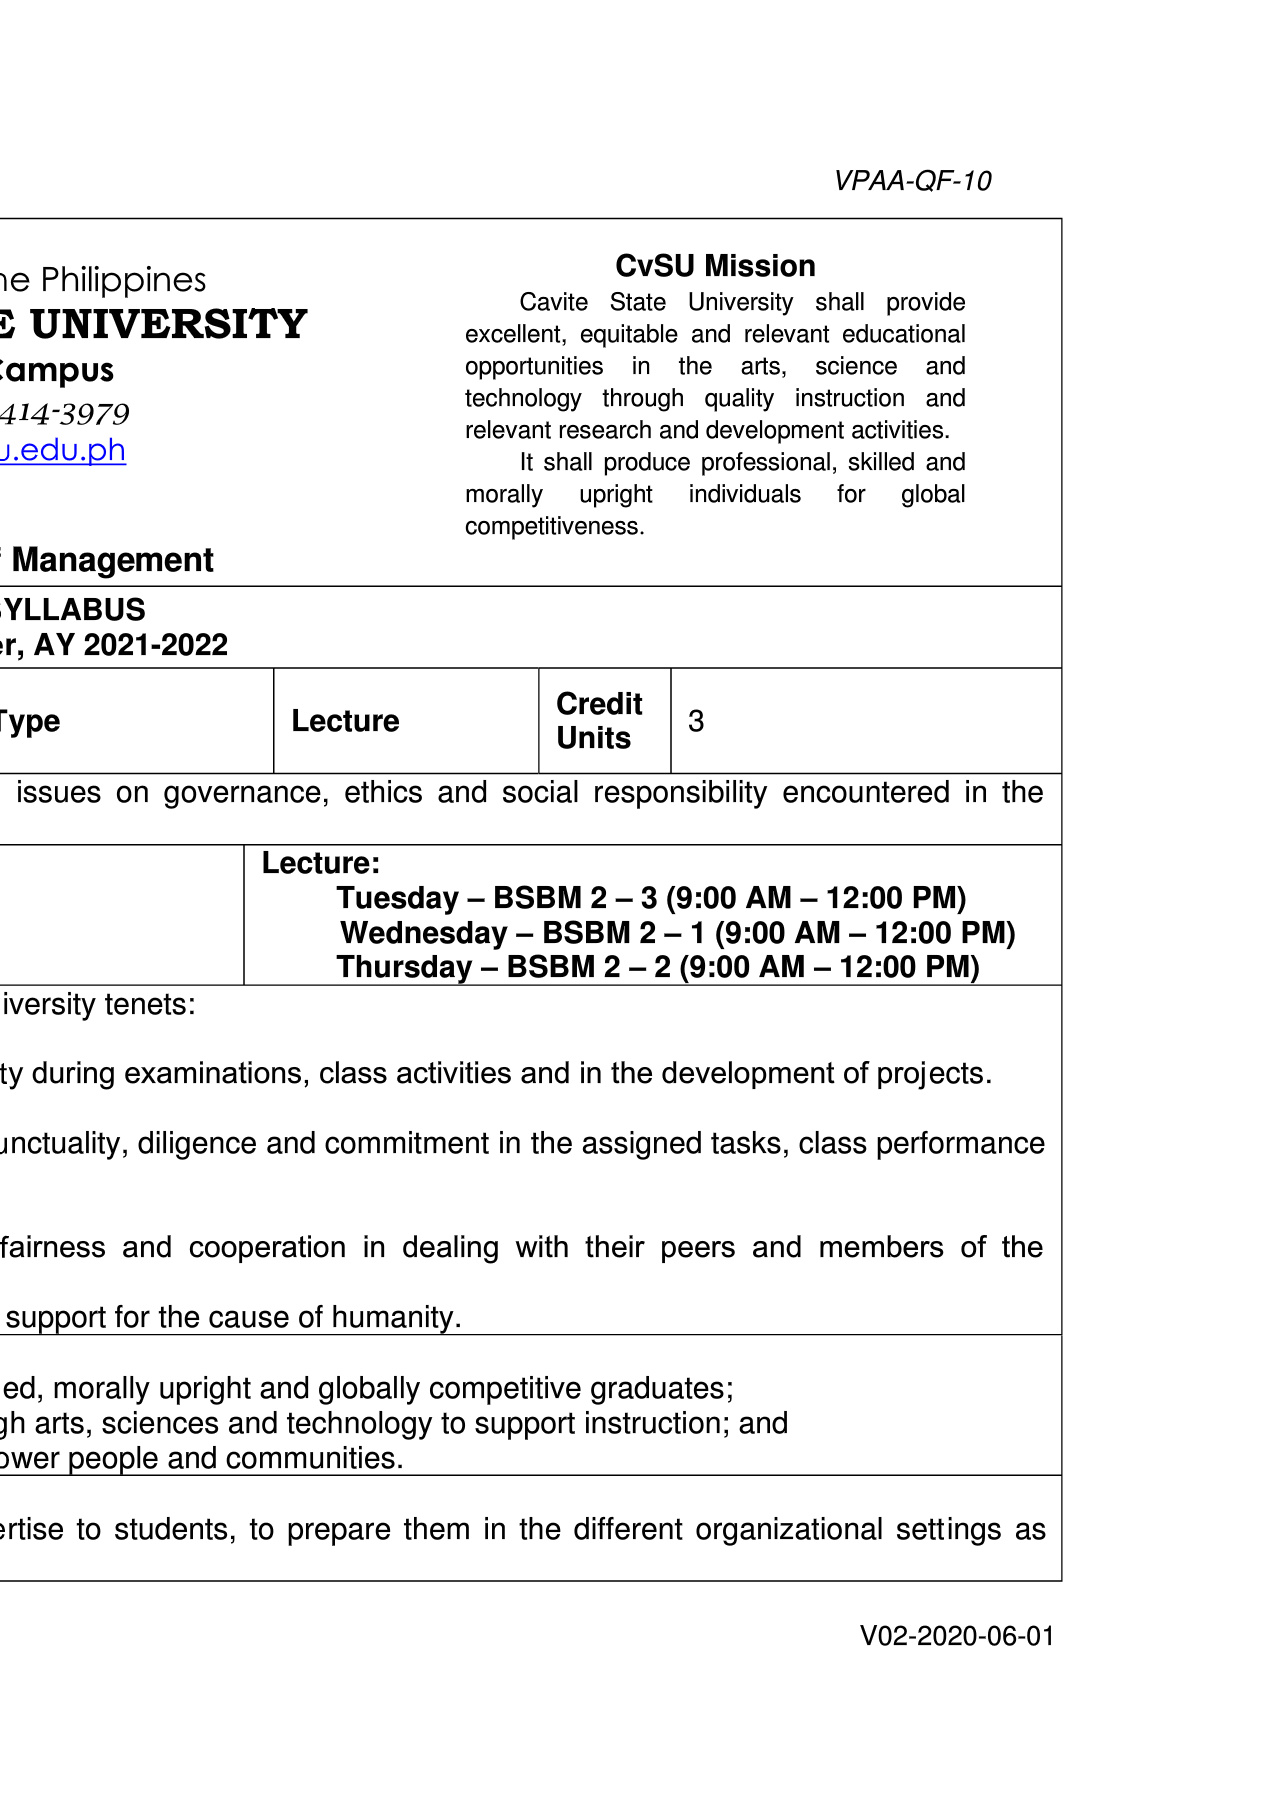 VPAA-QF-10
he Philippines
E UNIVERSITY
Campus
414-3979
u.edu.ph
f Management
CvSU Mission
Cavite State University shall provide
excellent, equitable and relevant educational
opportunities in the arts, science and
technology through quality instruction and
relevant research and development activities.
It shall produce professional, skilled and
morally upright individuals for global
competitiveness.
SYLLABUS
er, AY 2021-2022
Type
Lecture
Credit
Units
3
issues on governance, ethics and social responsibility encountered in the
Lecture:
Tuesday – BSBM 2 – 3 (9:00 AM – 12:00 PM)
Wednesday – BSBM 2 – 1 (9:00 AM – 12:00 PM)
Thursday – BSBM 2 – 2 (9:00 AM – 12:00 PM)
iversity tenets:
ty during examinations, class activities and in the development of projects.
unctuality, diligence and commitment in the assigned tasks, class performance
fairness and cooperation in dealing with their peers and members of the
support for the cause of humanity.
ed, morally upright and globally competitive graduates;
gh arts, sciences and technology to support instruction; and
ower people and communities.
ertise to students, to prepare them in the different organizational settings as
V02-2020-06-01